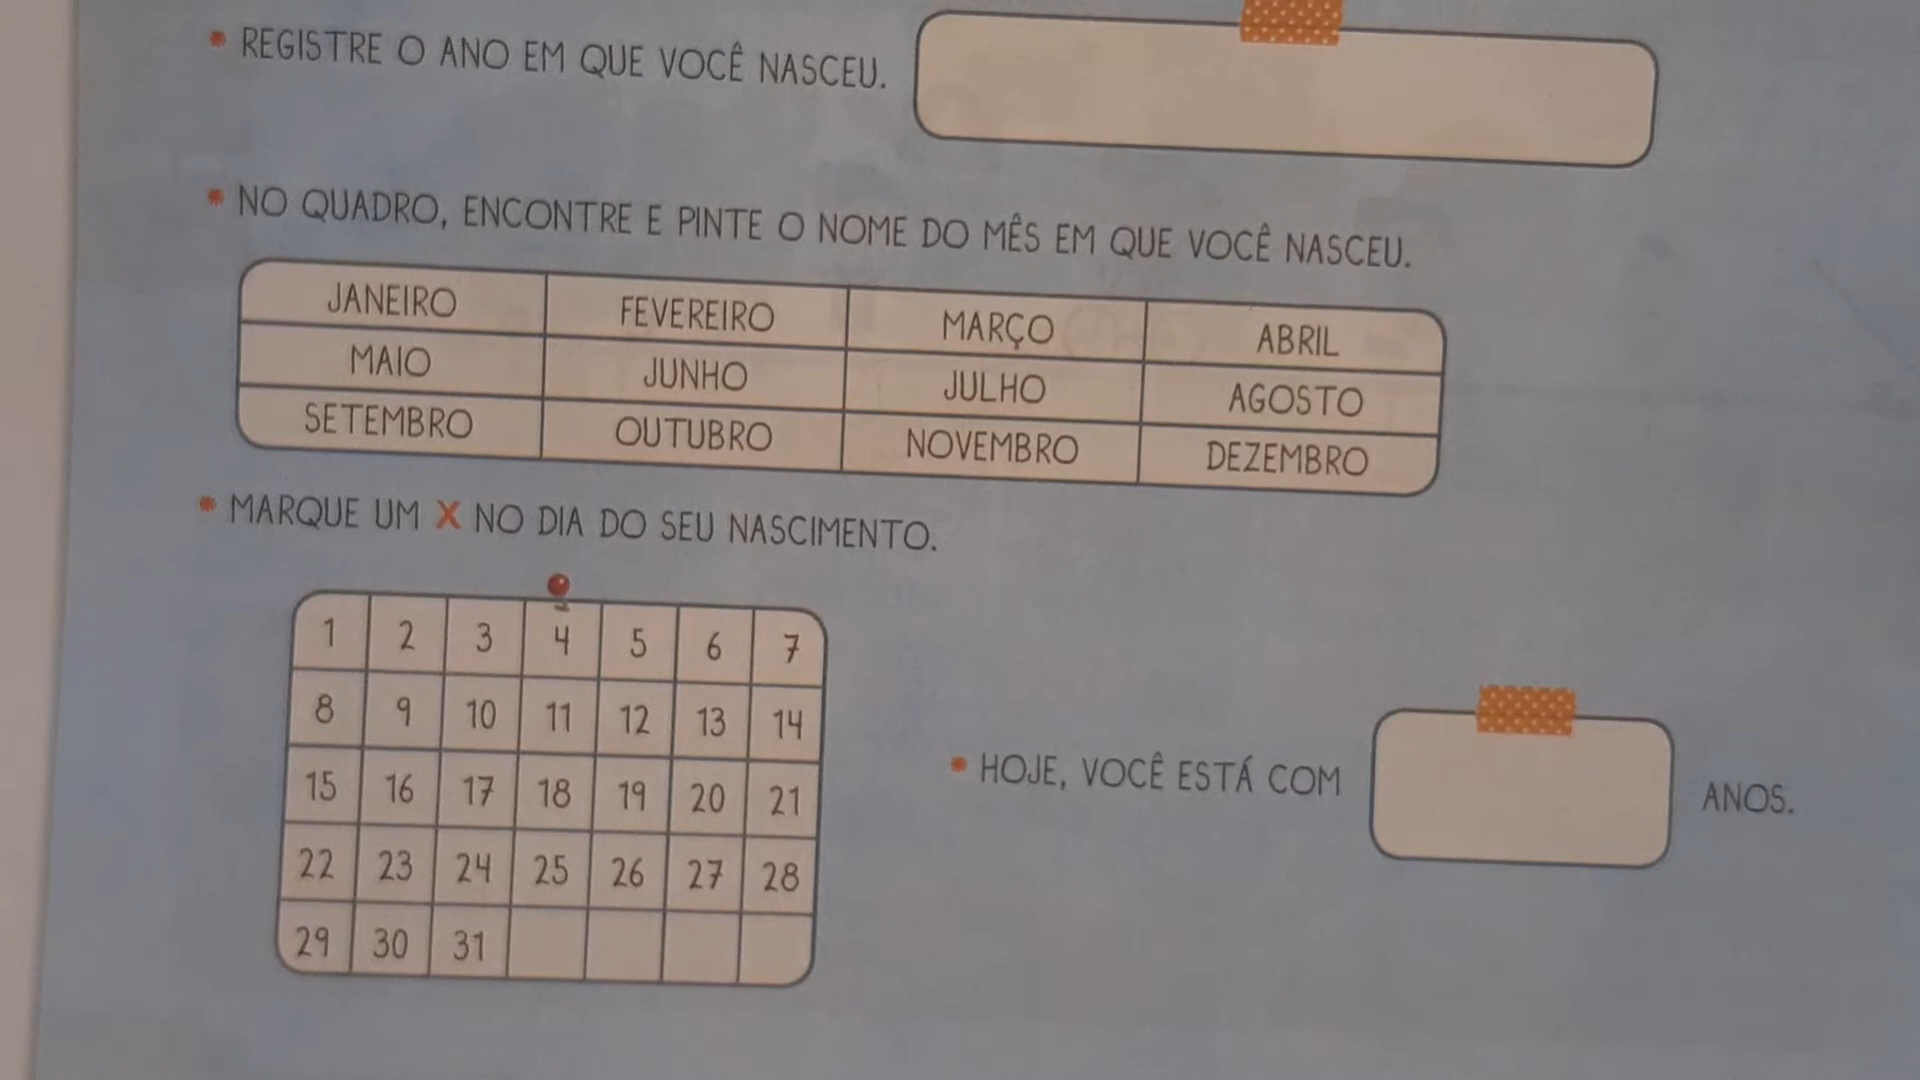 REGISTRE O ANO EM QUE VOCÊ NASCEU.
NO QUADRO, ENCONTRE E PINTE O NOME DO MÊS EM QUE VOCÊ NASCEU.
JANEIRO FEVEREIRO MARÇO ABRIL
MAIO JUNHO JULHO AGOSTO
SETEMBRO OUTUBRO NOVEMBRO DEZEMBRO
MARQUE UM X NO DIA DO SEU NASCIMENTO.
1 2 3 4 5 6 7
8 9 10 11 12 13 14
15 16 17 18 19 20 21
22 23 24 25 26 27 28
29 30 31
HOJE, VOCÊ ESTÁ COM ANOS.